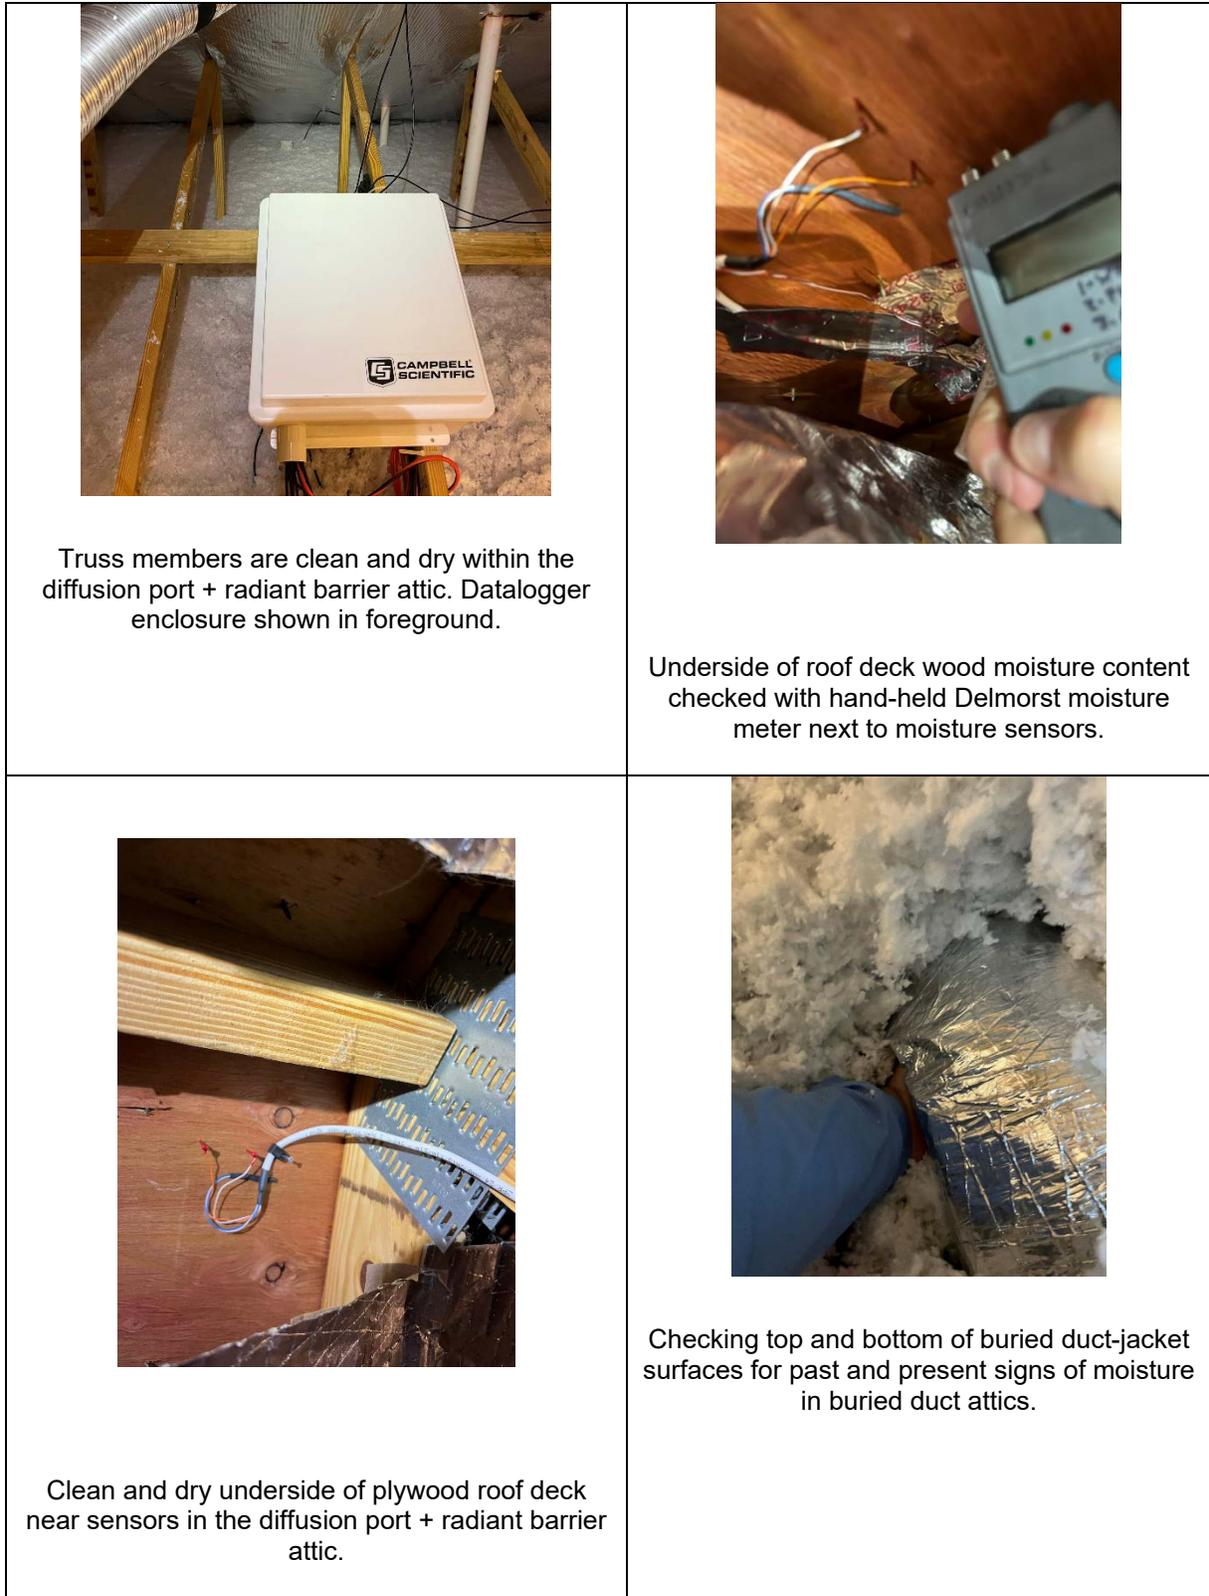 CAMPBELL
SCIENTIFIC
Truss members are clean and dry within the
diffusion port + radiant barrier attic. Datalogger
enclosure shown in foreground.
Underside of roof deck wood moisture content
checked with hand-held Delmorst moisture
meter next to moisture sensors.
Clean and dry underside of plywood roof deck
near sensors in the diffusion port + radiant barrier
attic.
Checking top and bottom of buried duct-jacket
surfaces for past and present signs of moisture
in buried duct attics.